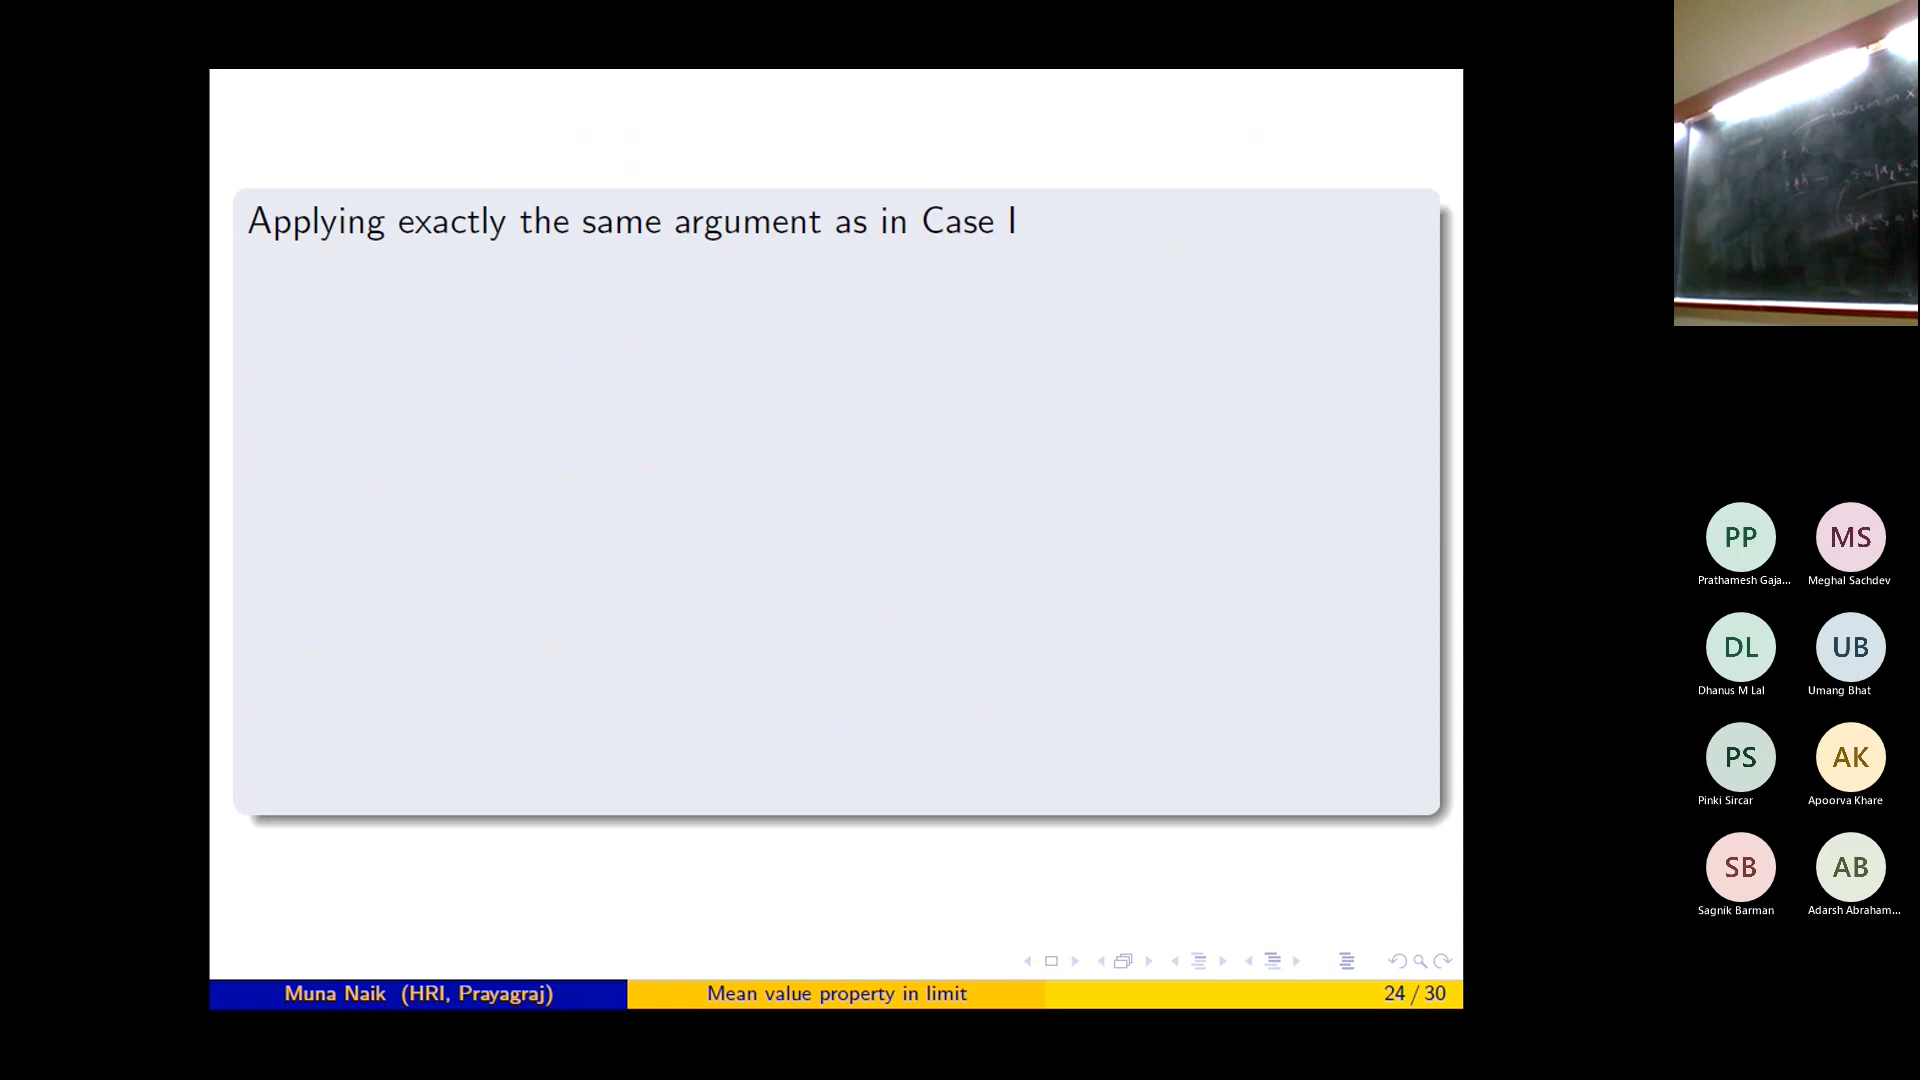 Applying exactly the same argument as in Case I
Muna Naik (HRI, Prayagraj)
Mean value property in limit
24 / 30
PP
Prathamesh Gaja...
MS
Meghal Sachdev
DL
Dhanus M Lal
UB
Umang Bhat
PS
Pinki Sircar
AK
Apoorva Khare
SB
Sagnik Barman
AB
Adarsh Abraham...